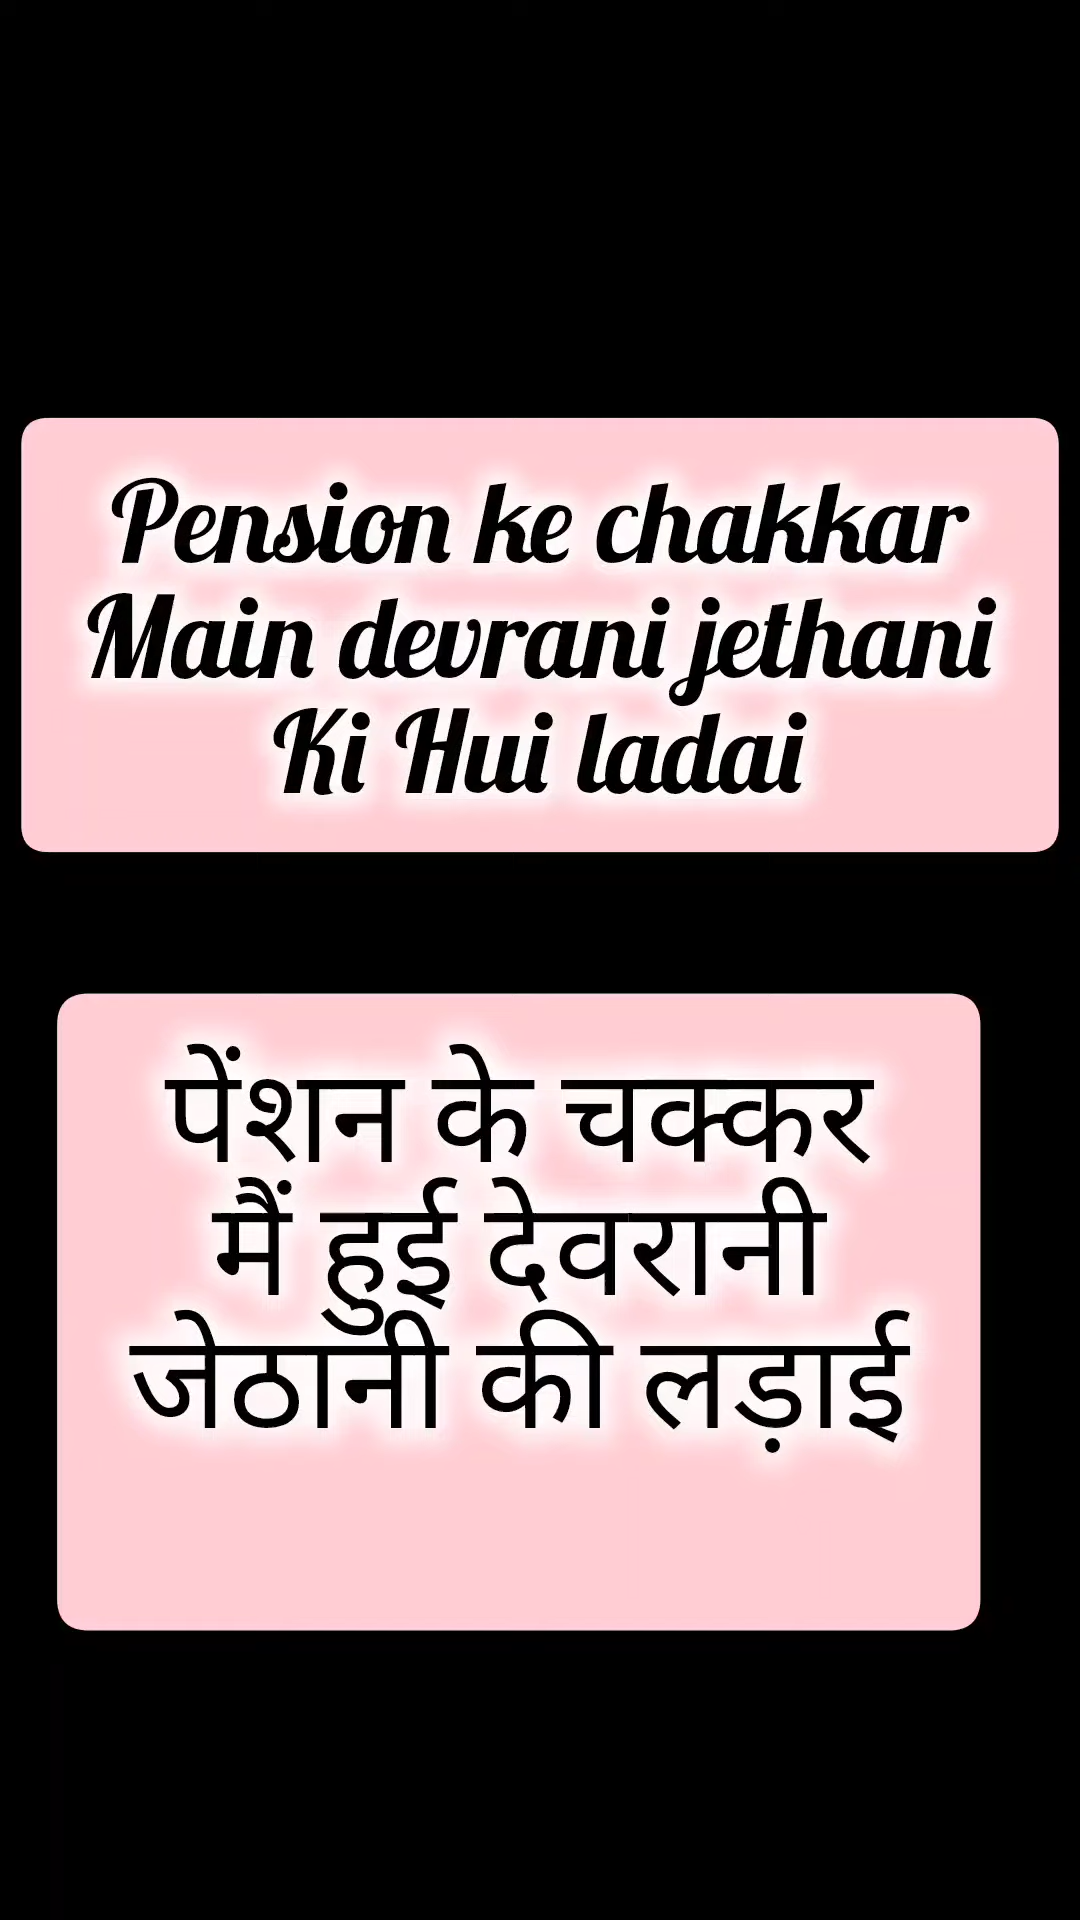 Pension ke chakkar
Main devrani jethani
Ki Hui ladai
पेंशन के चक्कर
मैं हुई देवरानी
जेठानी की लड़ाई